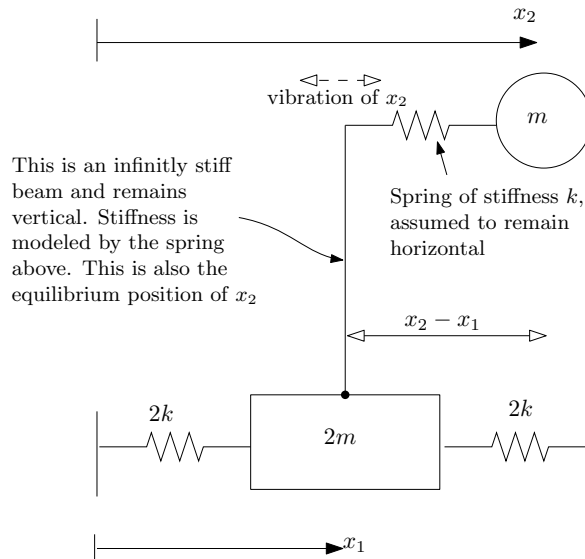 x₂
vibration of x₂
m
This is an infinitly stiff
beam and remains
vertical. Stiffness is
modeled by the spring
above. This is also the
equilibrium position of x₂
Spring of stiffness k,
assumed to remain
horizontal
x₂ − x₁
2k
2m
2k
x₁